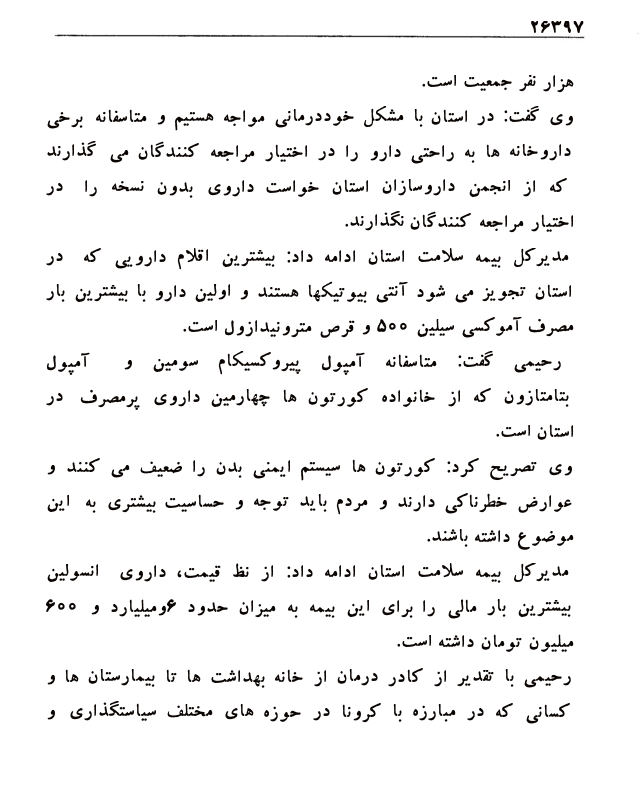 ۲۶۳۹۷
هزار نفر جمعیت است.
وی گفت: در استان با مشکل خوددرمانی مواجه هستیم و متاسفانه برخی
داروخانه ها به راحتی دارو را در اختیار مراجعه کنندگان می گذارند
که از انجمن داروسازان استان خواست داروی بدون نسخه را در
اختیار مراجعه کنندگان نگذارند.
مدیرکل بیمه سلامت استان ادامه داد: بیشترین اقلام دارویی که در
استان تجویز می شود آنتی بیوتیکها هستند و اولین دارو با بیشترین بار
مصرف آموکسی سیلین ۵۰۰ و قرص مترونیدازول است.
رحیمی گفت: متاسفانه آمپول پیروکسیکام سومین و آمپول
بتامتازون که از خانواده کورتون ها چهارمین داروی پرمصرف در
استان است.
وی تصریح کرد: کورتون ها سیستم ایمنی بدن را ضعیف می کنند و
عوارض خطرناکی دارند و مردم باید توجه و حساسیت بیشتری به این
موضوع داشته باشند.
مدیرکل بیمه سلامت استان ادامه داد: از نظ قیمت، داروی انسولین
بیشترین بار مالی را برای این بیمه به میزان حدود ۶ومیلیارد و ۶۰۰
میلیون تومان داشته است.
رحیمی با تقدیر از کادر درمان از خانه بهداشت ها تا بیمارستان ها و
کسانی که در مبارزه با کرونا در حوزه های مختلف سیاستگذاری و